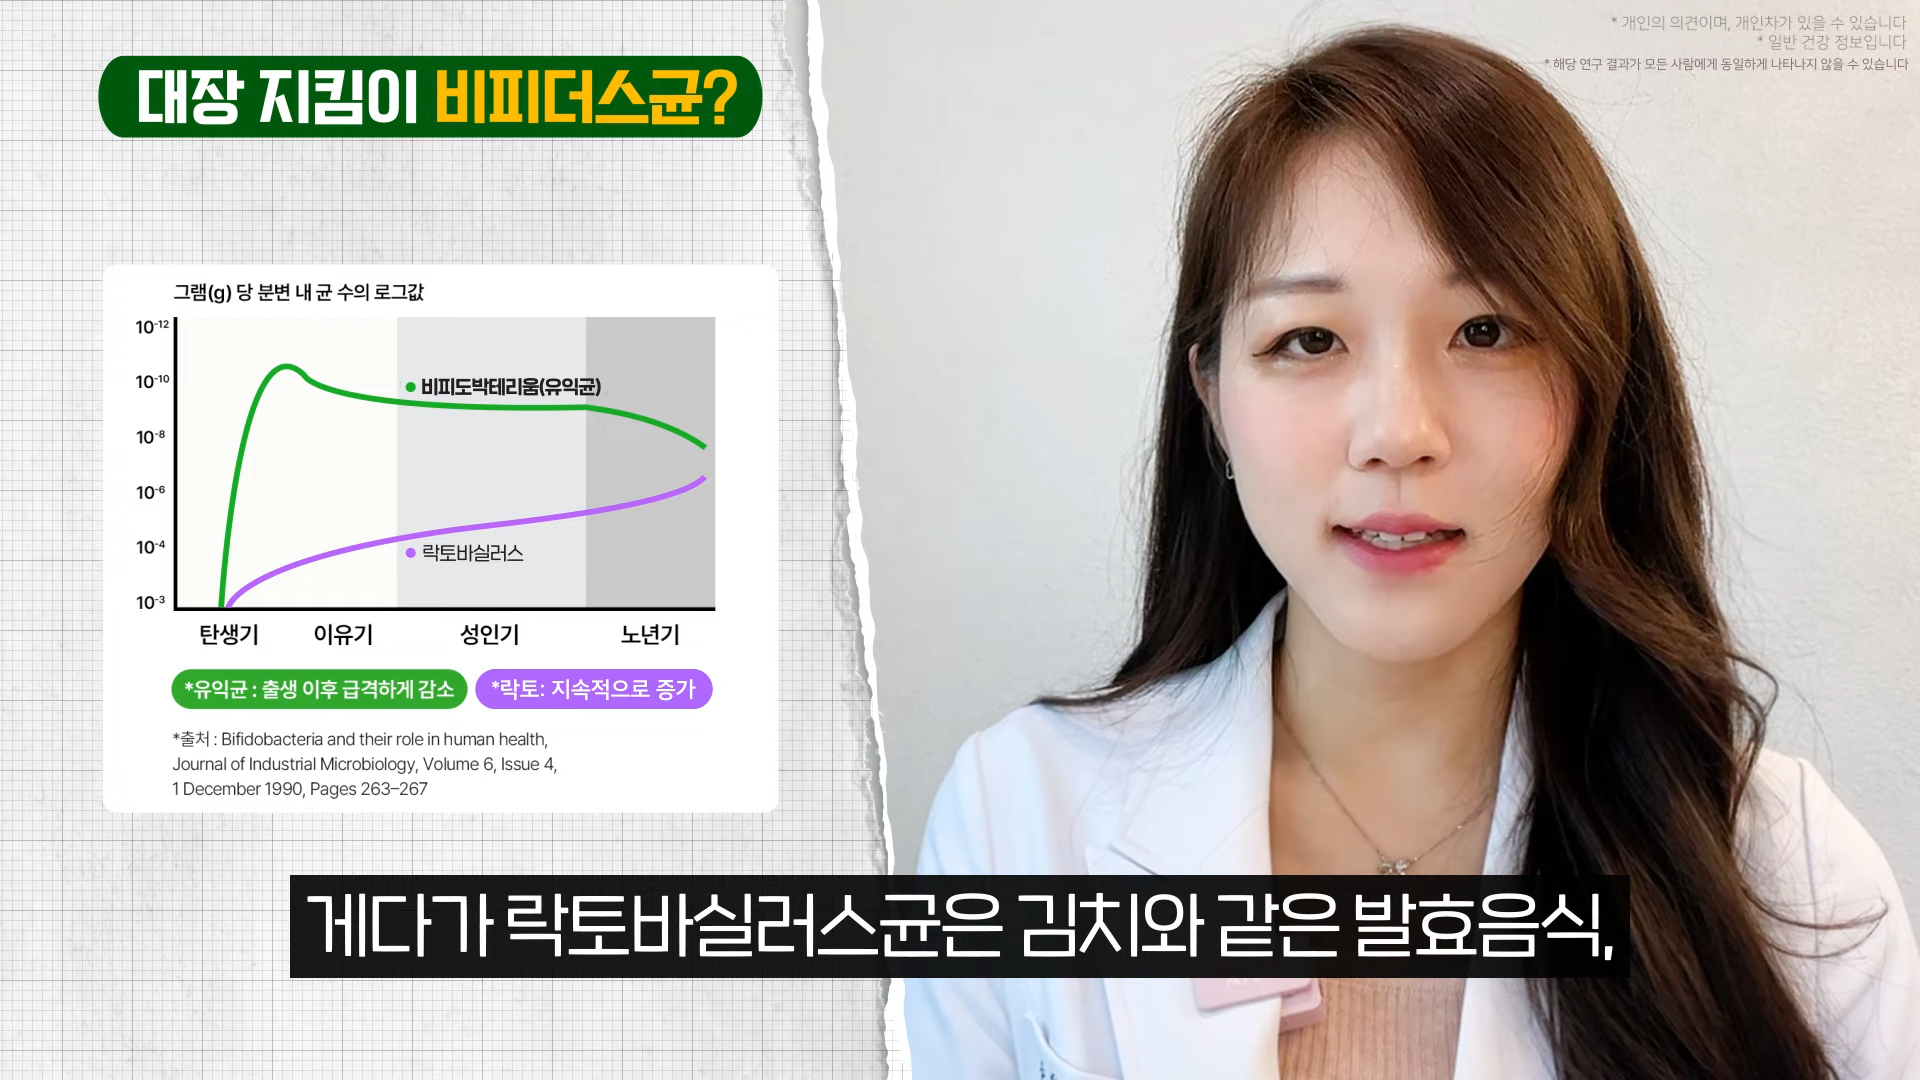 * 개인의 의견이며, 개인차가 있을 수 있습니다
* 일반 건강 정보입니다
* 해당 연구 결과가 모든 사람에게 동일하게 나타나지 않을 수 있습니다
대장 지킴이 비피더스균?
그램(g) 당 분변 내 균 수의 로그값
10⁻¹²
10⁻¹⁰
10⁻⁸
10⁻⁶
10⁻⁴
10⁻³
비피도박테리움(유익균)
락토바실러스
탄생기 이유기 성인기 노년기
*유익균 : 출생 이후 급격하게 감소
*락토: 지속적으로 증가
*출처 : Bifidobacteria and their role in human health,
Journal of Industrial Microbiology, Volume 6, Issue 4,
1 December 1990, Pages 263–267
게다가 락토바실러스균은 김치와 같은 발효음식,